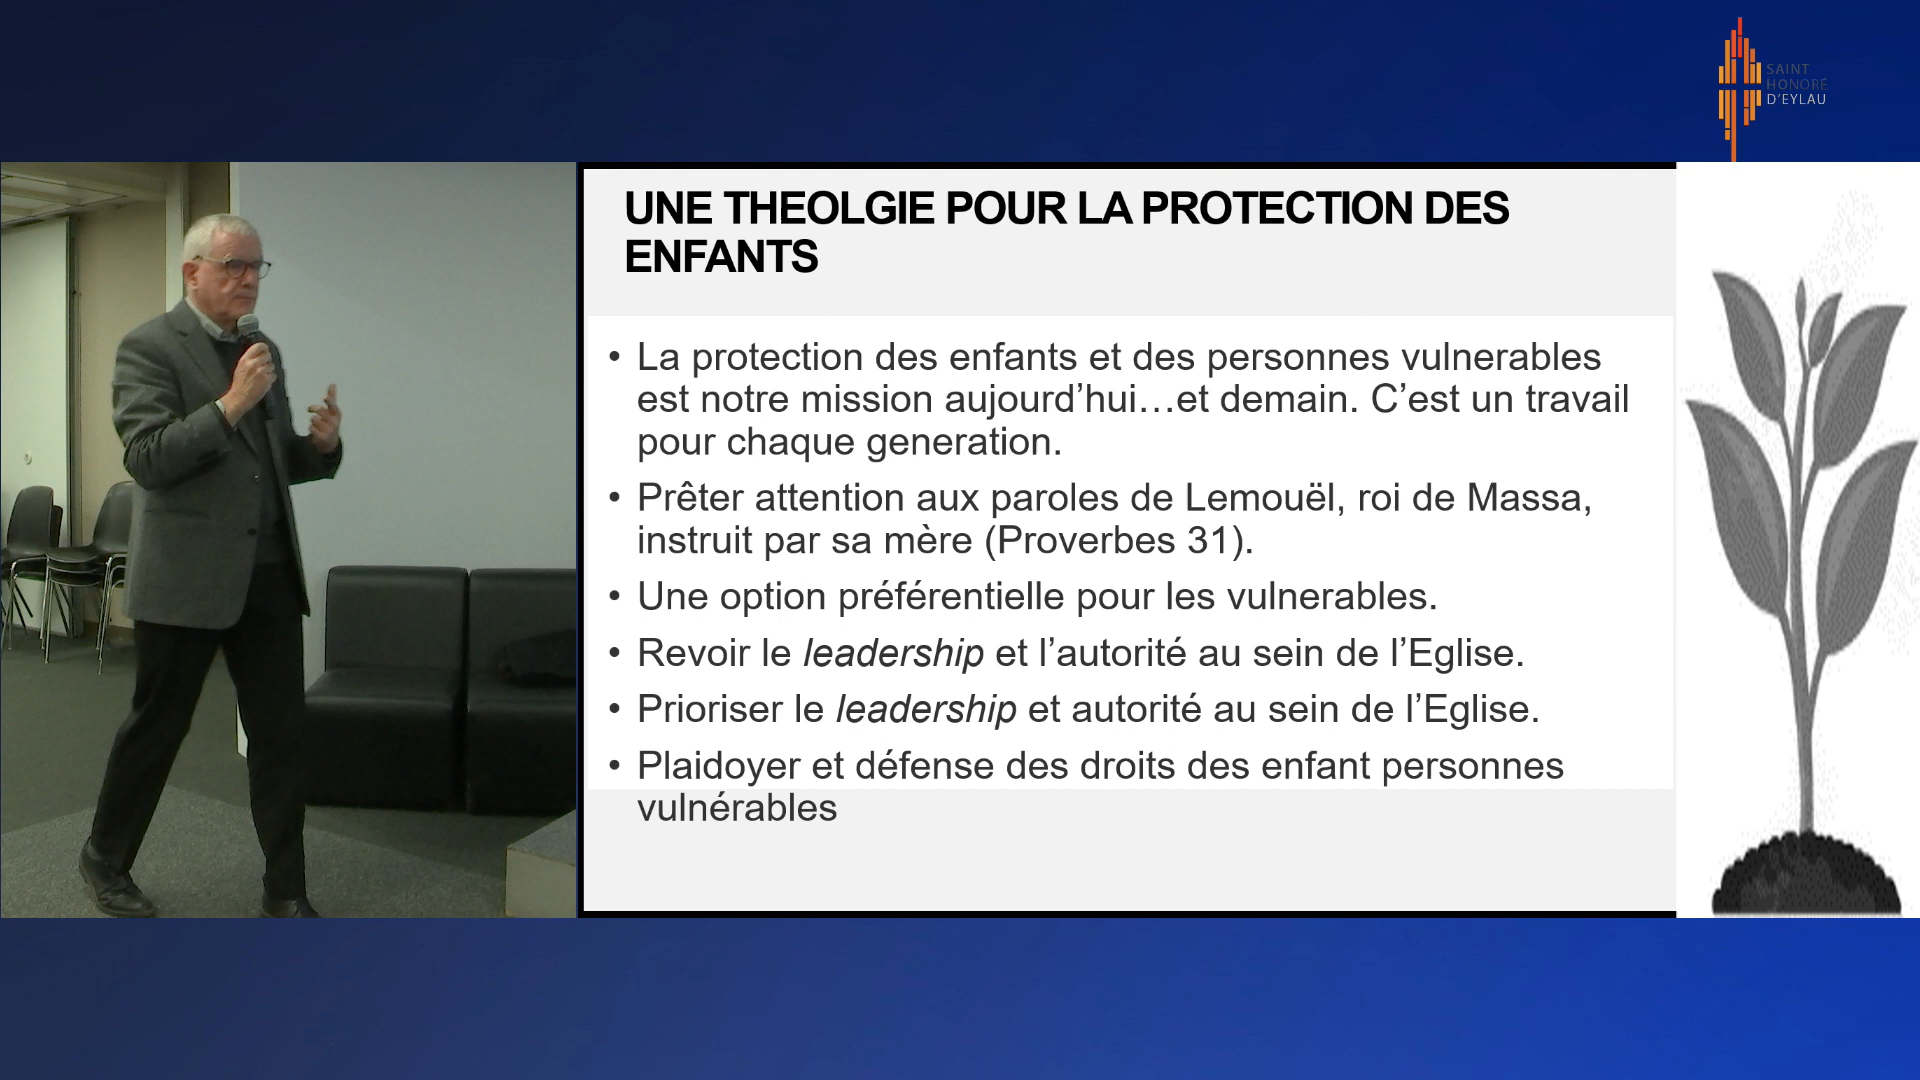 SAINT
HONORÉ
D'EYLAU
UNE THEOLGIE POUR LA PROTECTION DES
ENFANTS
• La protection des enfants et des personnes vulnerables
est notre mission aujourd’hui…et demain. C’est un travail
pour chaque generation.
• Prêter attention aux paroles de Lemouël, roi de Massa,
instruit par sa mère (Proverbes 31).
• Une option préférentielle pour les vulnerables.
• Revoir le leadership et l’autorité au sein de l’Eglise.
• Prioriser le leadership et autorité au sein de l’Eglise.
• Plaidoyer et défense des droits des enfant personnes
vulnérables